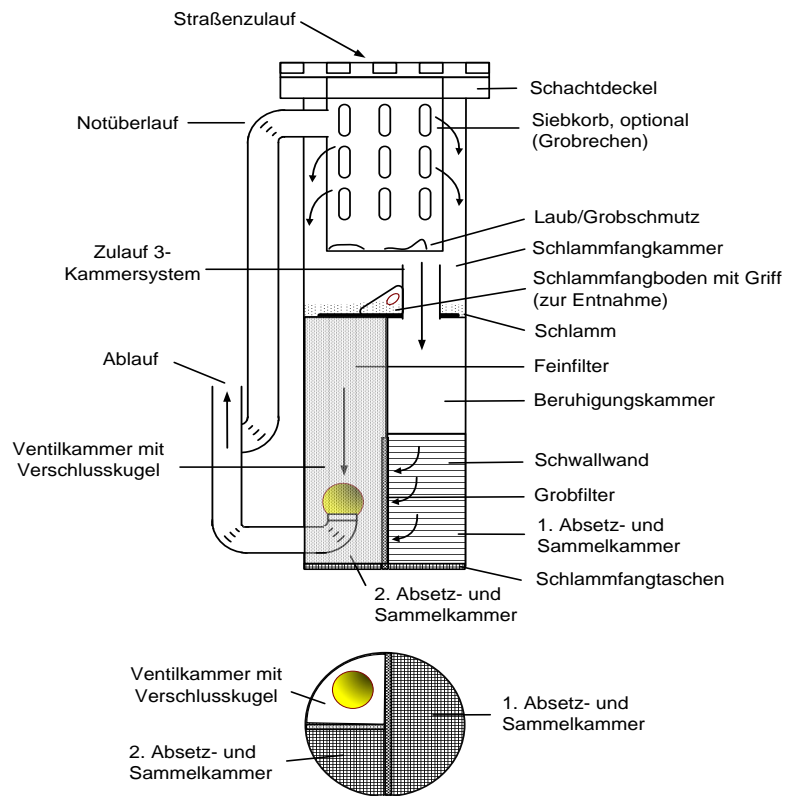 Straßenzulauf
Schachtdeckel
Notüberlauf
Siebkorb, optional
(Grobrechen)
Laub/Grobschmutz
Zulauf 3-
Kammersystem
Schlammfangkammer
Schlammfangboden mit Griff
(zur Entnahme)
Schlamm
Ablauf
Feinfilter
Beruhigungskammer
Ventilkammer mit
Verschlusskugel
Schwallwand
Grobfilter
1. Absetz- und
Sammelkammer
Schlammfangtaschen
2. Absetz- und
Sammelkammer
Ventilkammer mit
Verschlusskugel
1. Absetz- und
Sammelkammer
2. Absetz- und
Sammelkammer